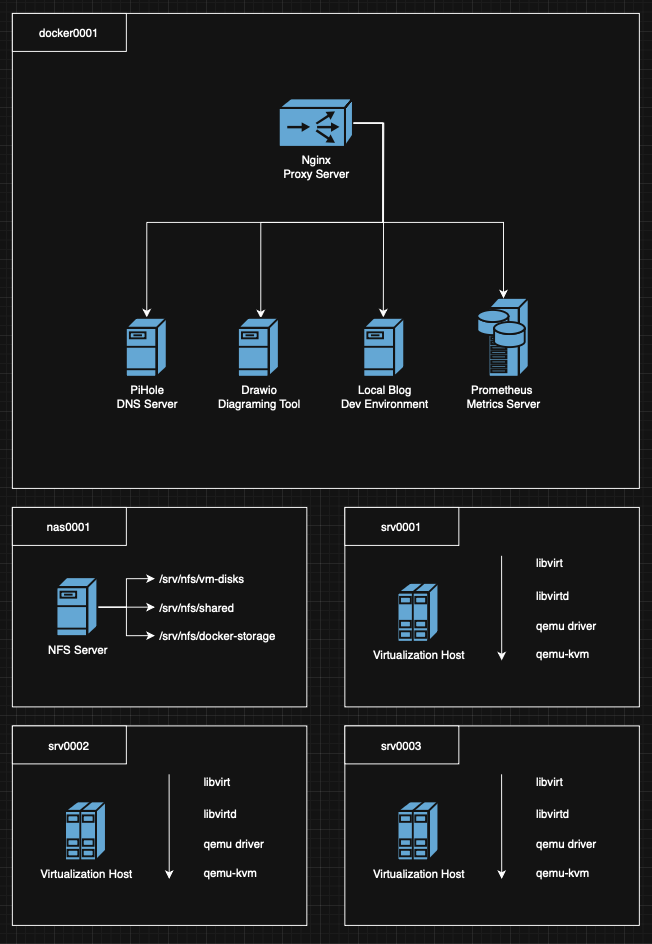 docker0001
Nginx
Proxy Server
PiHole
DNS Server
Drawio
Diagraming Tool
Local Blog
Dev Environment
Prometheus
Metrics Server
nas0001
/srv/nfs/vm-disks
/srv/nfs/shared
/srv/nfs/docker-storage
NFS Server
srv0001
libvirt
libvirtd
qemu driver
qemu-kvm
Virtualization Host
srv0002
libvirt
libvirtd
qemu driver
qemu-kvm
Virtualization Host
srv0003
libvirt
libvirtd
qemu driver
qemu-kvm
Virtualization Host